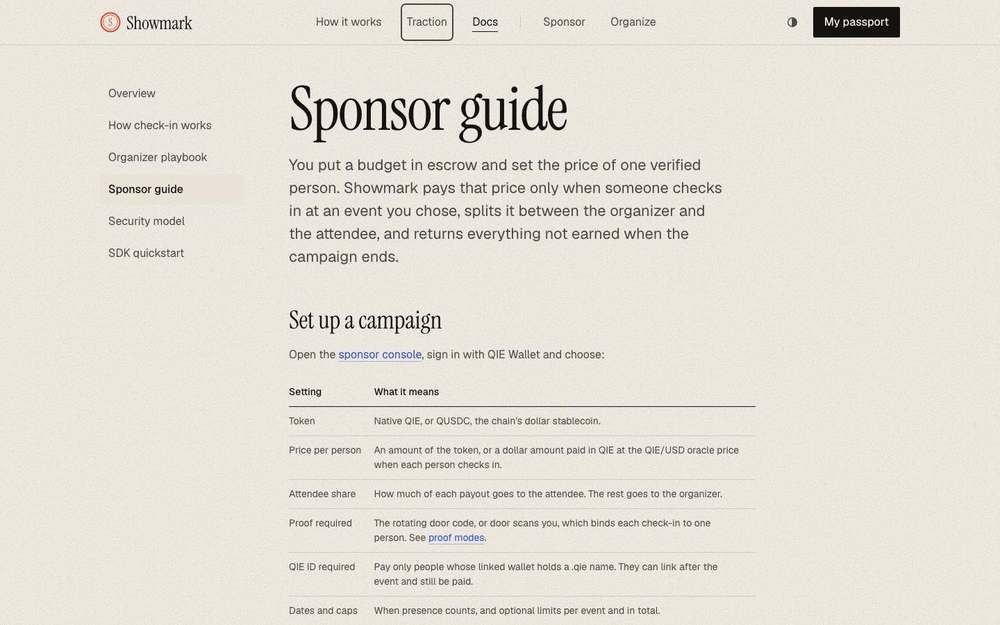 S Showmark
How it works
Traction
Docs
Sponsor
Organize
My passport
Overview
How check-in works
Organizer playbook
Sponsor guide
Security model
SDK quickstart
Sponsor guide
You put a budget in escrow and set the price of one verified
person. Showmark pays that price only when someone checks
in at an event you chose, splits it between the organizer and
the attendee, and returns everything not earned when the
campaign ends.
Set up a campaign
Open the sponsor console, sign in with QIE Wallet and choose:
Setting What it means
Token Native QIE, or QUSDC, the chain's dollar stablecoin.
Price per person An amount of the token, or a dollar amount paid in QIE at the QIE/USD oracle price
when each person checks in.
Attendee share How much of each payout goes to the attendee. The rest goes to the organizer.
Proof required The rotating door code, or door scans you, which binds each check-in to one
person. See proof modes.
QIE ID required Pay only people whose linked wallet holds a .qie name. They can link after the
event and still be paid.
Dates and caps When presence counts, and optional limits per event and in total.